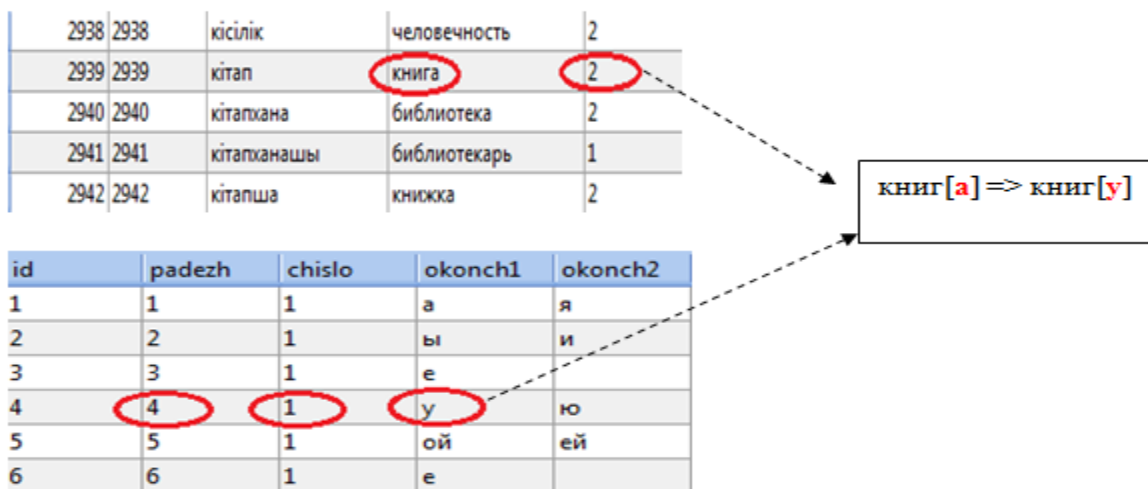 2938 2938 кісілік человечность 2
2939 2939 кітап книга 2
2940 2940 кітапхана библиотека 2
2941 2941 кітапханашы библиотекарь 1
2942 2942 кітапша книжка 2
книг[а] => книг[у]
id padezh chislo okonch1 okonch2
1 1 1 а я
2 2 1 ы и
3 3 1 е
4 4 1 у ю
5 5 1 ой ей
6 6 1 е